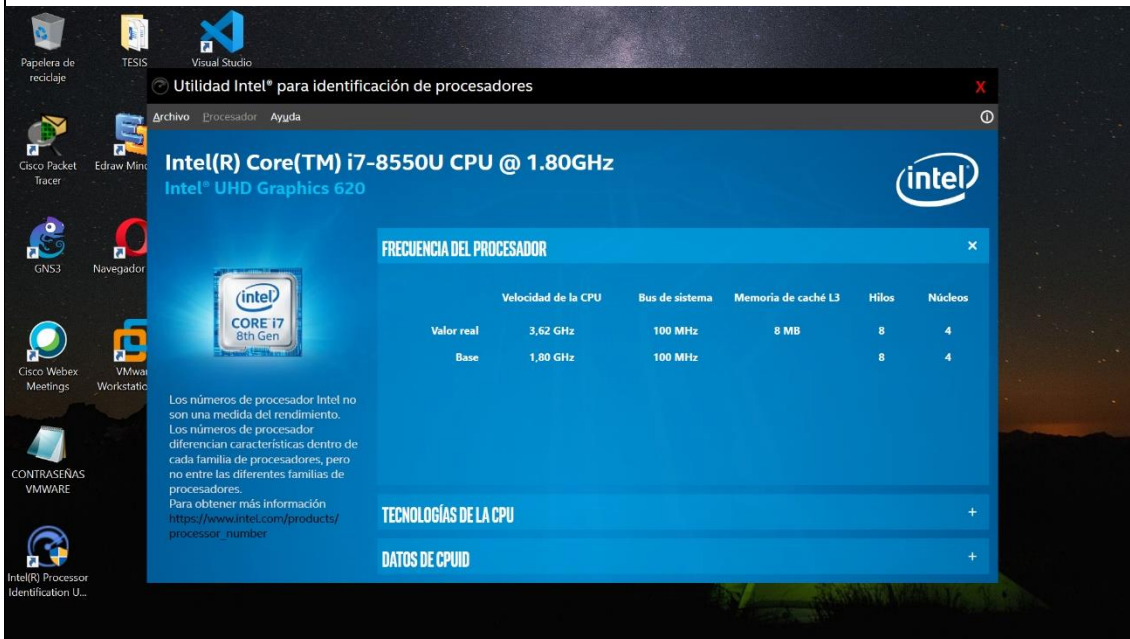 Papelera de
reciclaje
TESIS
Visual Studio
Cisco Packet
Tracer
Edraw Mind
GNS3
Navegador
Cisco Webex
Meetings
VMwar
Workstatic
CONTRASEÑAS
VMWARE
Intel(R) Processor
Identification U...
Utilidad Intel® para identificación de procesadores
X
Archivo Procesador Ayuda
Intel(R) Core(TM) i7-8550U CPU @ 1.80GHz
Intel® UHD Graphics 620
intel
intel
CORE i7
8th Gen
Los números de procesador Intel no
son una medida del rendimiento.
Los números de procesador
diferencian características dentro de
cada familia de procesadores, pero
no entre las diferentes familias de
procesadores.
Para obtener más información
https://www.intel.com/products/
processor_number
FRECUENCIA DEL PROCESADOR ×
Velocidad de la CPU Bus de sistema Memoria de caché L3 Hilos Núcleos
Valor real 3,62 GHz 100 MHz 8 MB 8 4
Base 1,80 GHz 100 MHz 8 4
TECNOLOGÍAS DE LA CPU +
DATOS DE CPUID +